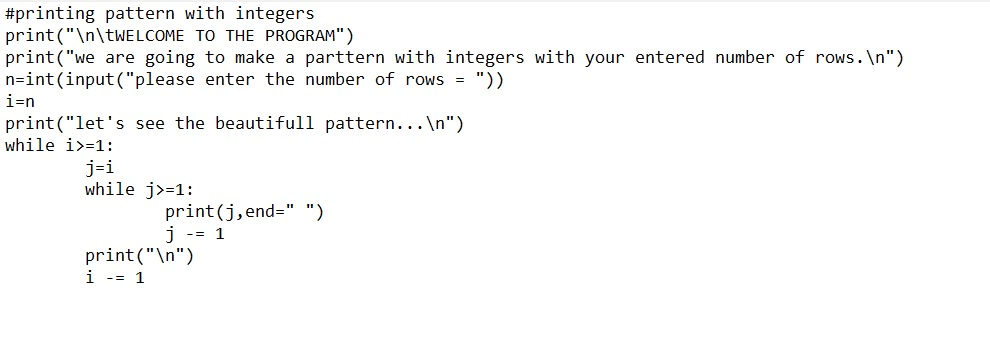 #printing pattern with integers
print("\n\tWELCOME TO THE PROGRAM")
print("we are going to make a parttern with integers with your entered number of rows.\n")
n=int(input("please enter the number of rows = "))
i=n
print("let's see the beautifull pattern...\n")
while i>=1:
        j=i
        while j>=1:
                print(j,end=" ")
                j -= 1
        print("\n")
        i -= 1